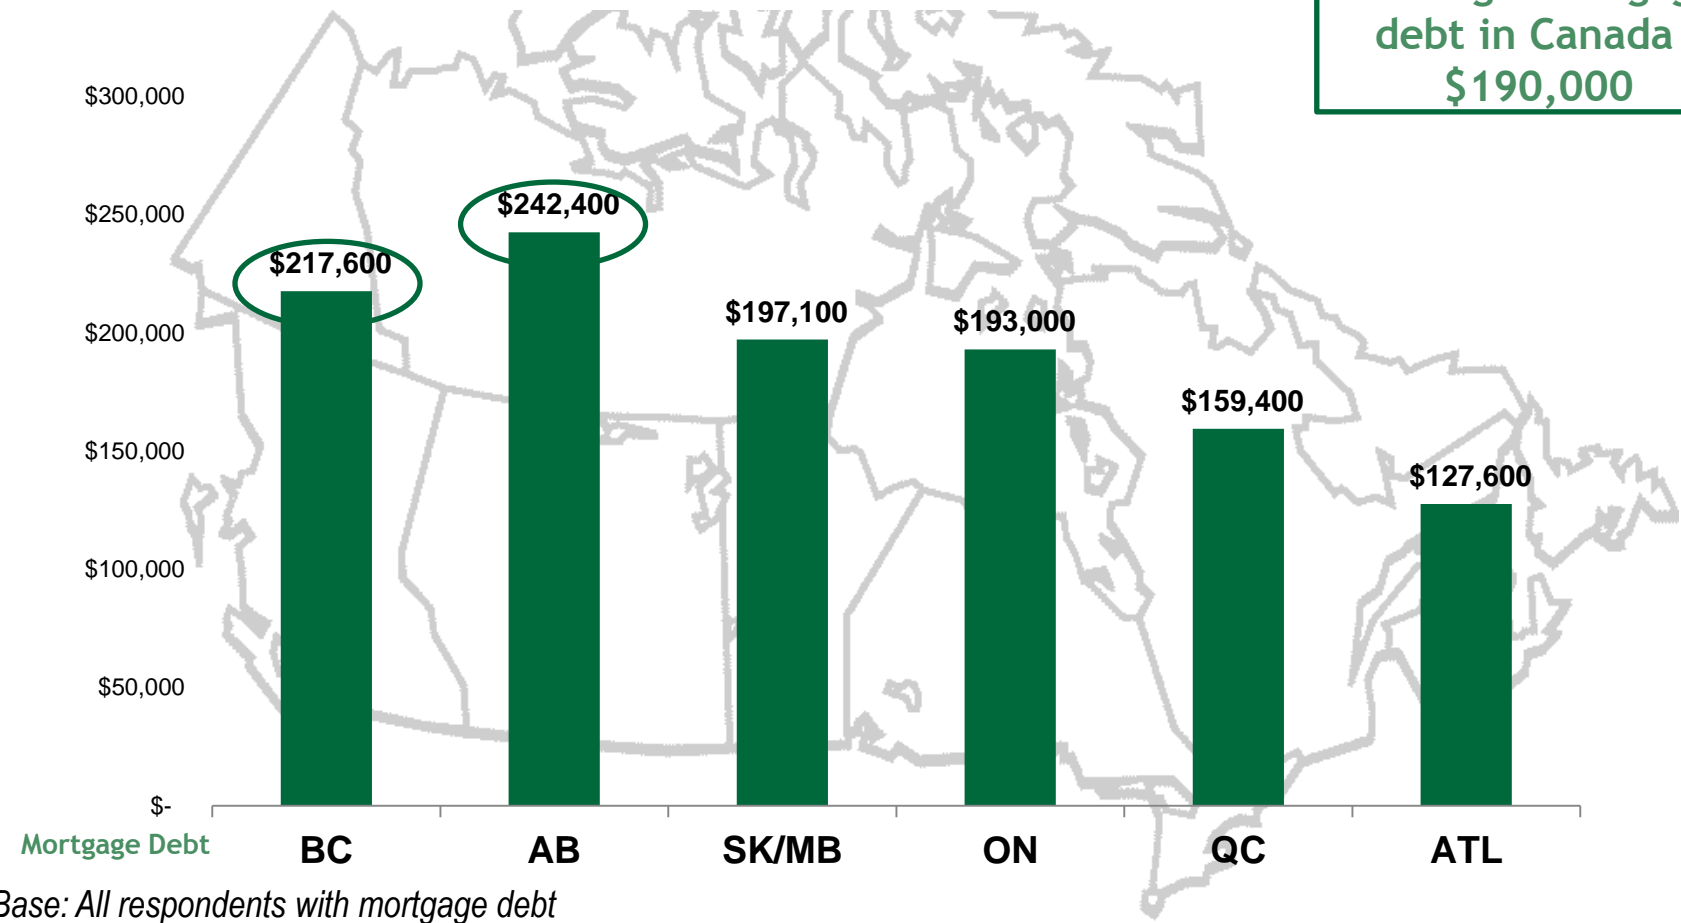 debt in Canada
$190,000
$300,000
$250,000
$200,000
$150,000
$100,000
$50,000
$-
$217,600
$242,400
$197,100
$193,000
$159,400
$127,600
Mortgage Debt
BC
AB
SK/MB
ON
QC
ATL
Base: All respondents with mortgage debt